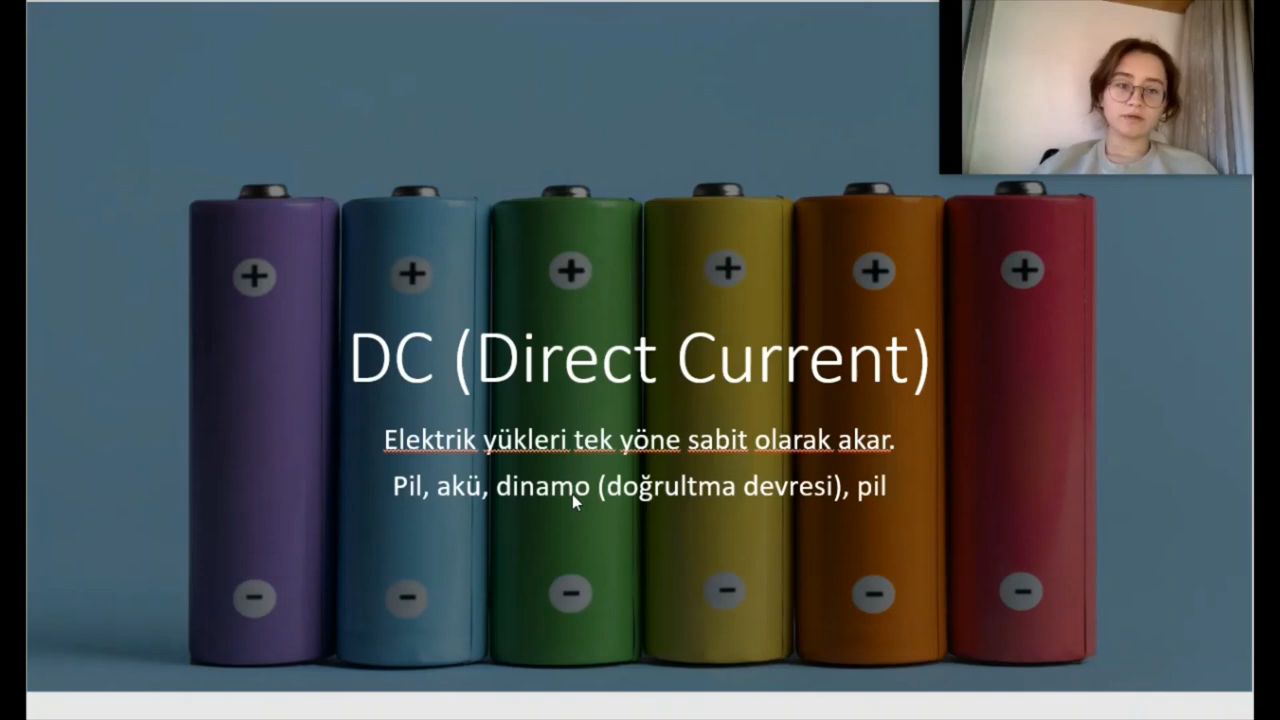 DC (Direct Current)
Elektrik yükleri tek yöne sabit olarak akar.
Pil, akü, dinamo (doğrultma devresi), pil